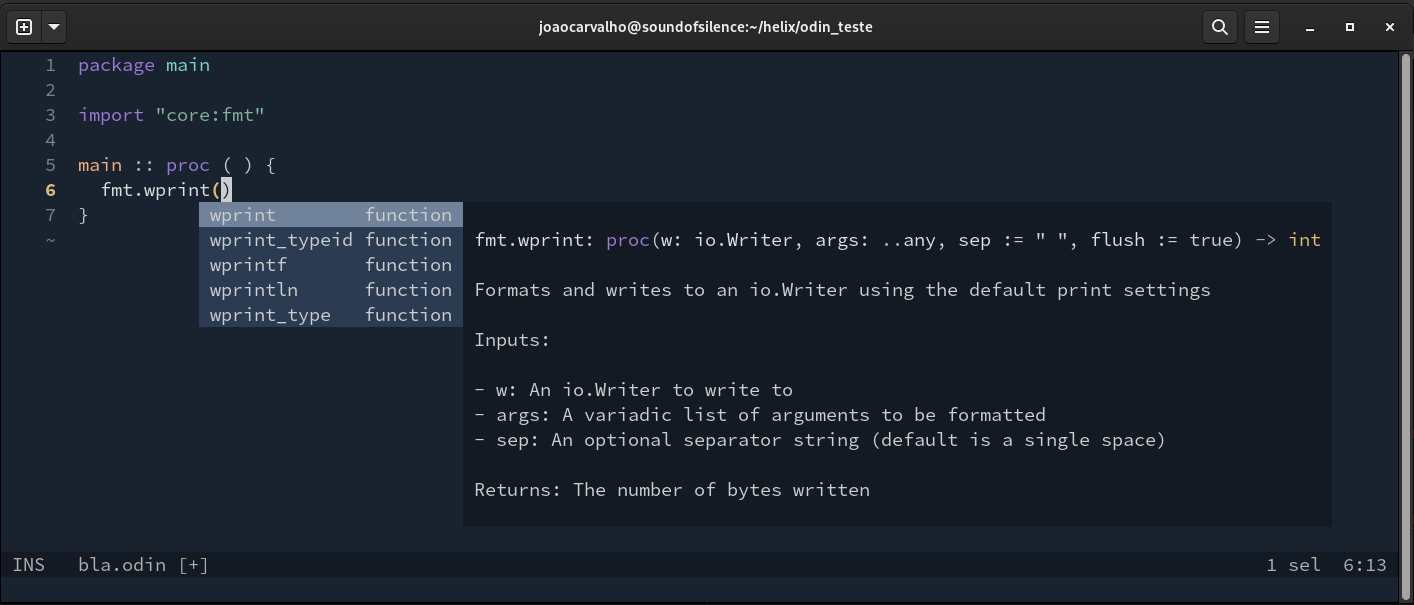 joaocarvalho@soundofsilence:~/helix/odin_teste
1 package main
2
3 import "core:fmt"
4
5 main :: proc ( ) {
6   fmt.wprint()
7 }
~
wprint        function
wprint_typeid function
wprintf       function
wprintln      function
wprint_type   function
fmt.wprint: proc(w: io.Writer, args: ..any, sep := " ", flush := true) -> int
Formats and writes to an io.Writer using the default print settings
Inputs:
- w: An io.Writer to write to
- args: A variadic list of arguments to be formatted
- sep: An optional separator string (default is a single space)
Returns: The number of bytes written
INS   bla.odin [+]   1 sel  6:13